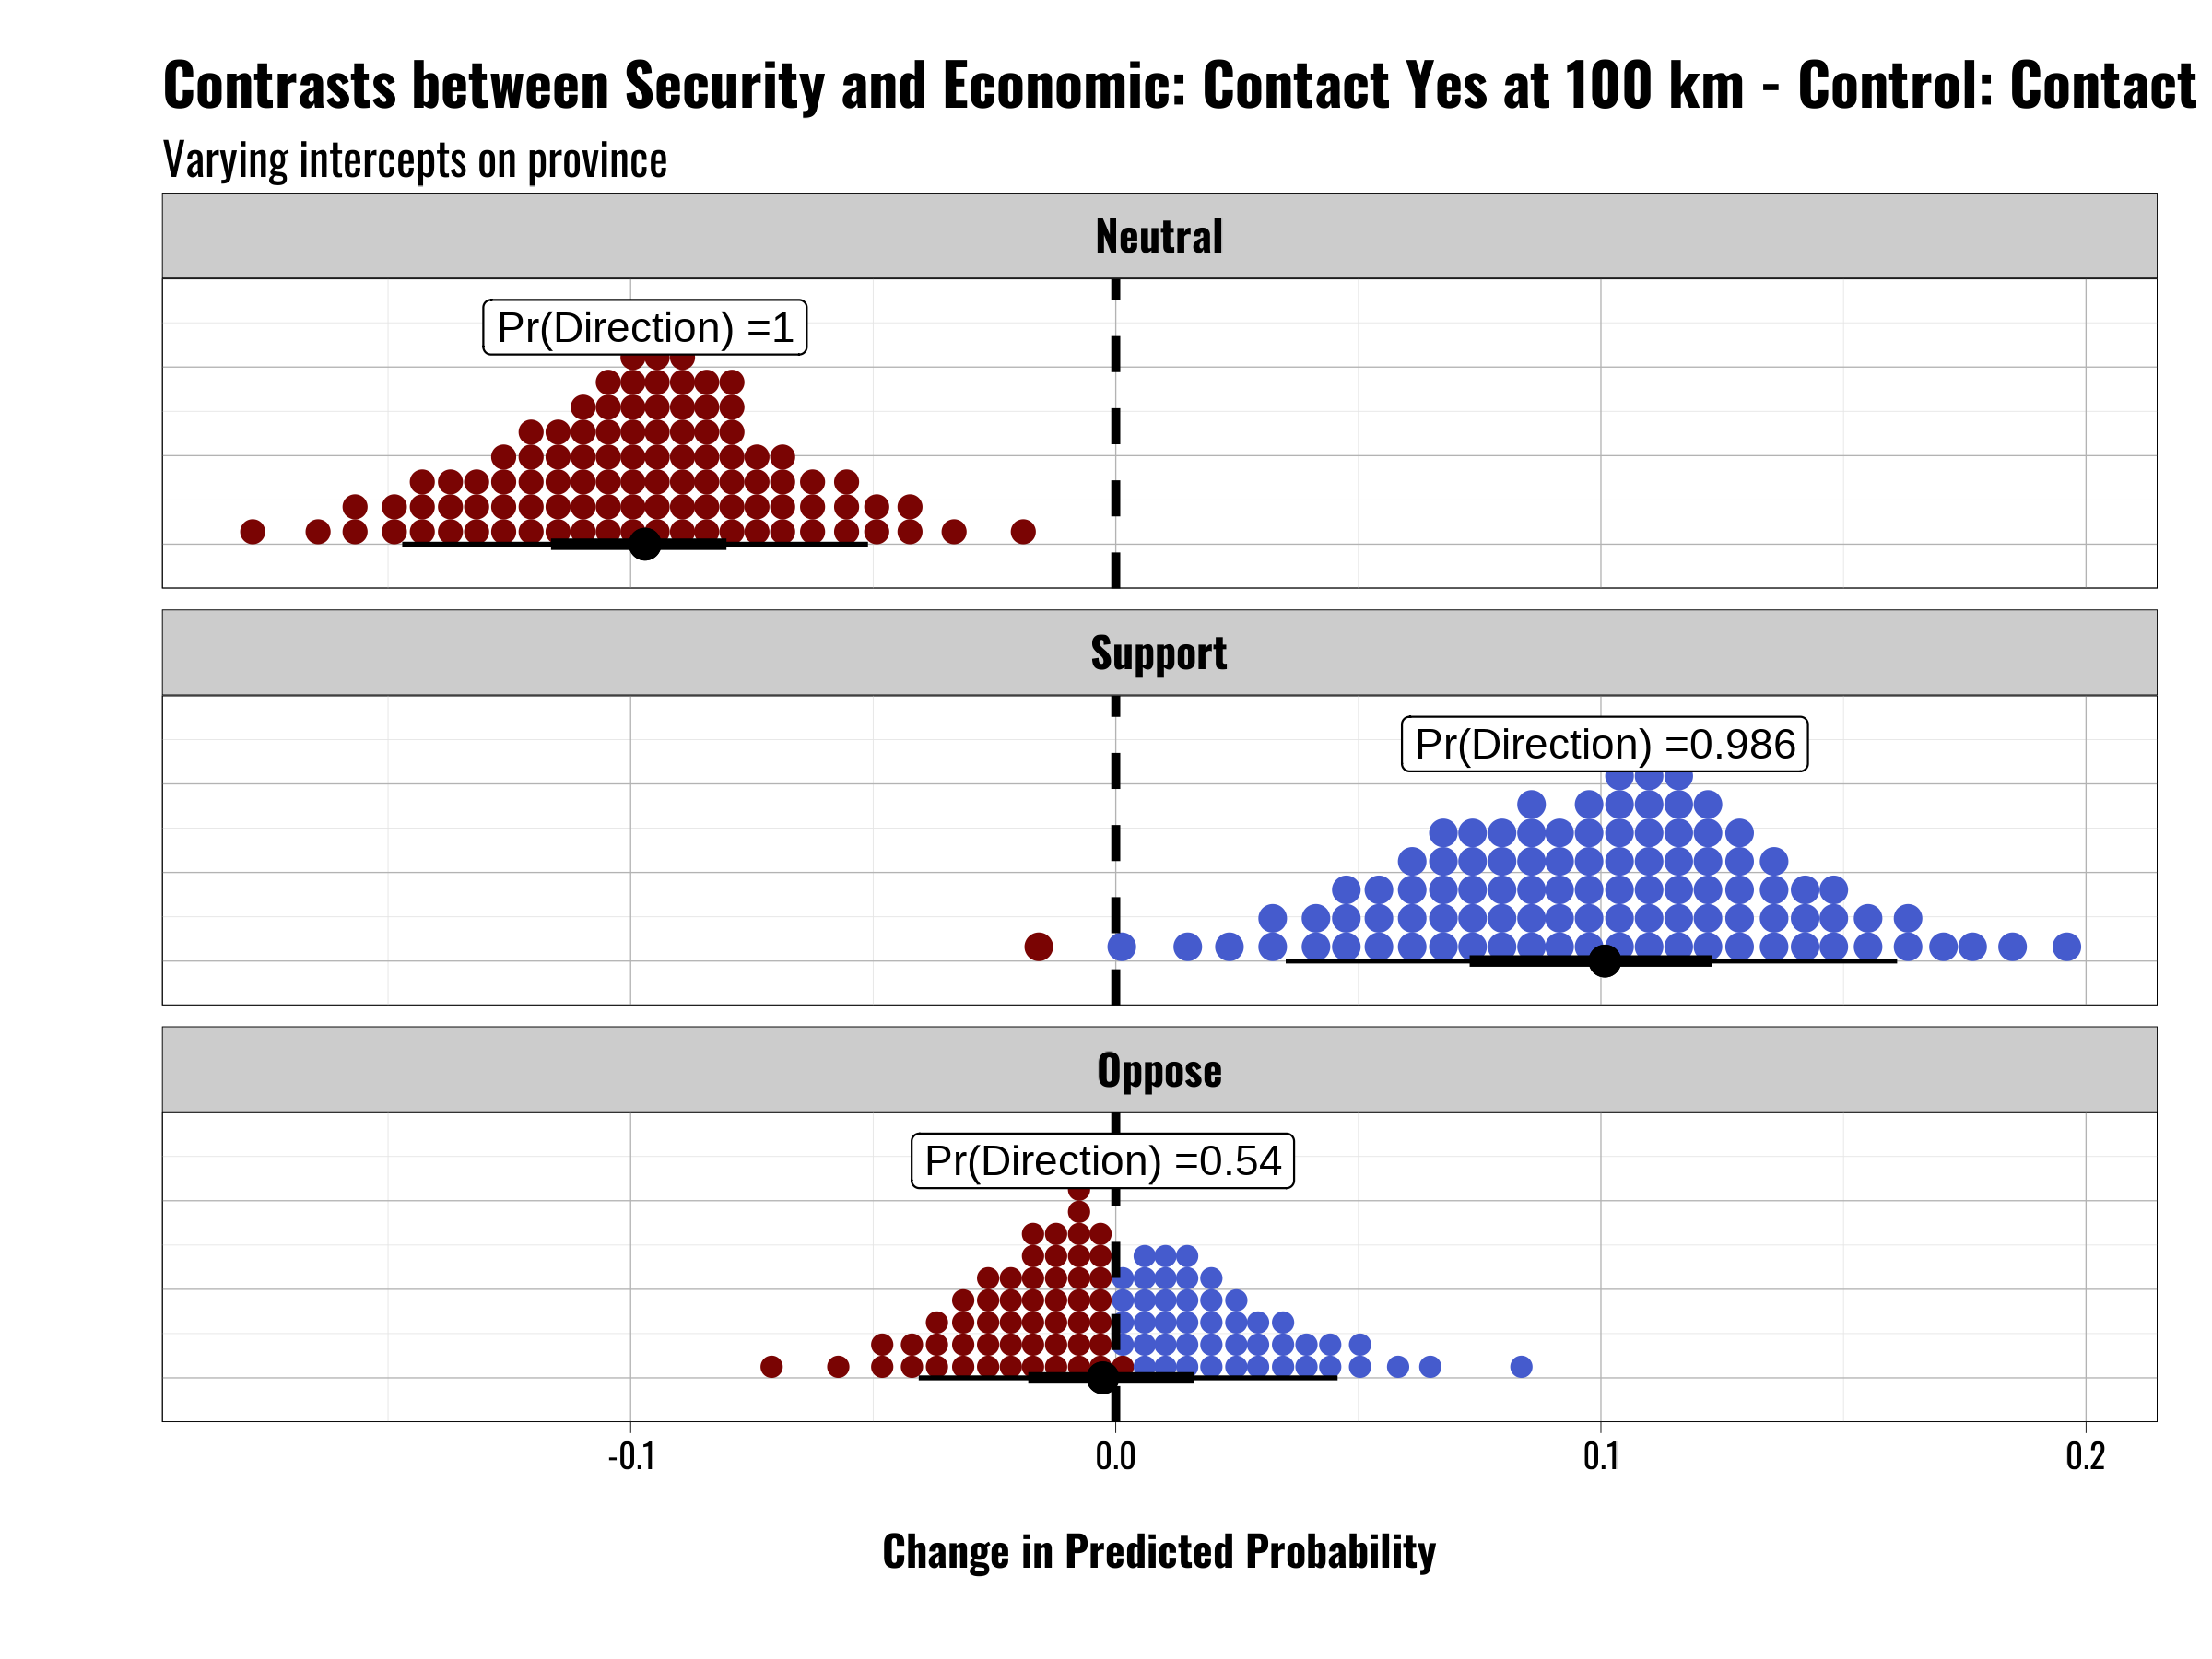 Contrasts between Security and Economic: Contact Yes at 100 km - Control: Contact
Varying intercepts on province
Neutral
Pr(Direction) =1
Support
Pr(Direction) =0.986
Oppose
Pr(Direction) =0.54
-0.1 0.0 0.1 0.2
Change in Predicted Probability